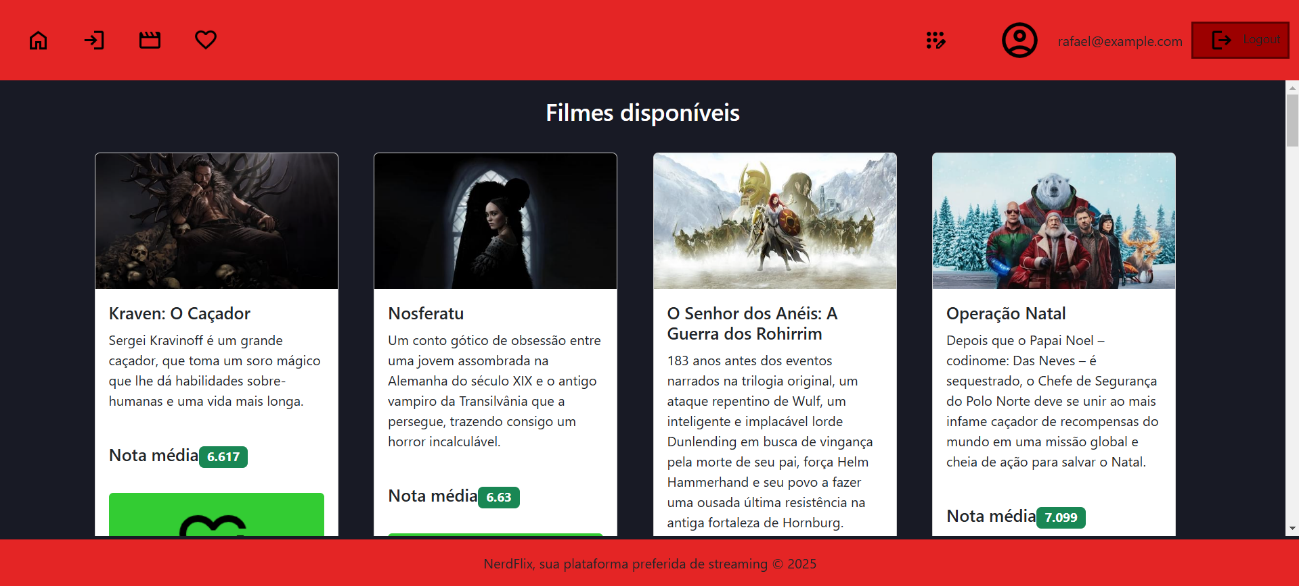 rafael@example.com
Logout
Filmes disponíveis
Kraven: O Caçador
Sergei Kravinoff é um grande
caçador, que toma um soro mágico
que lhe dá habilidades sobre-
humanas e uma vida mais longa.
Nota média 6.617
Nosferatu
Um conto gótico de obsessão entre
uma jovem assombrada na
Alemanha do século XIX e o antigo
vampiro da Transilvânia que a
persegue, trazendo consigo um
horror incalculável.
Nota média 6.63
O Senhor dos Anéis: A
Guerra dos Rohirrim
183 anos antes dos eventos
narrados na trilogia original, um
ataque repentino de Wulf, um
inteligente e implacável lorde
Dunlending em busca de vingança
pela morte de seu pai, força Helm
Hammerhand e seu povo a fazer
uma ousada última resistência na
antiga fortaleza de Hornburg.
Operação Natal
Depois que o Papai Noel –
codinome: Das Neves – é
sequestrado, o Chefe de Segurança
do Polo Norte deve se unir ao mais
infame caçador de recompensas do
mundo em uma missão global e
cheia de ação para salvar o Natal.
Nota média 7.099
NerdFlix, sua plataforma preferida de streaming © 2025